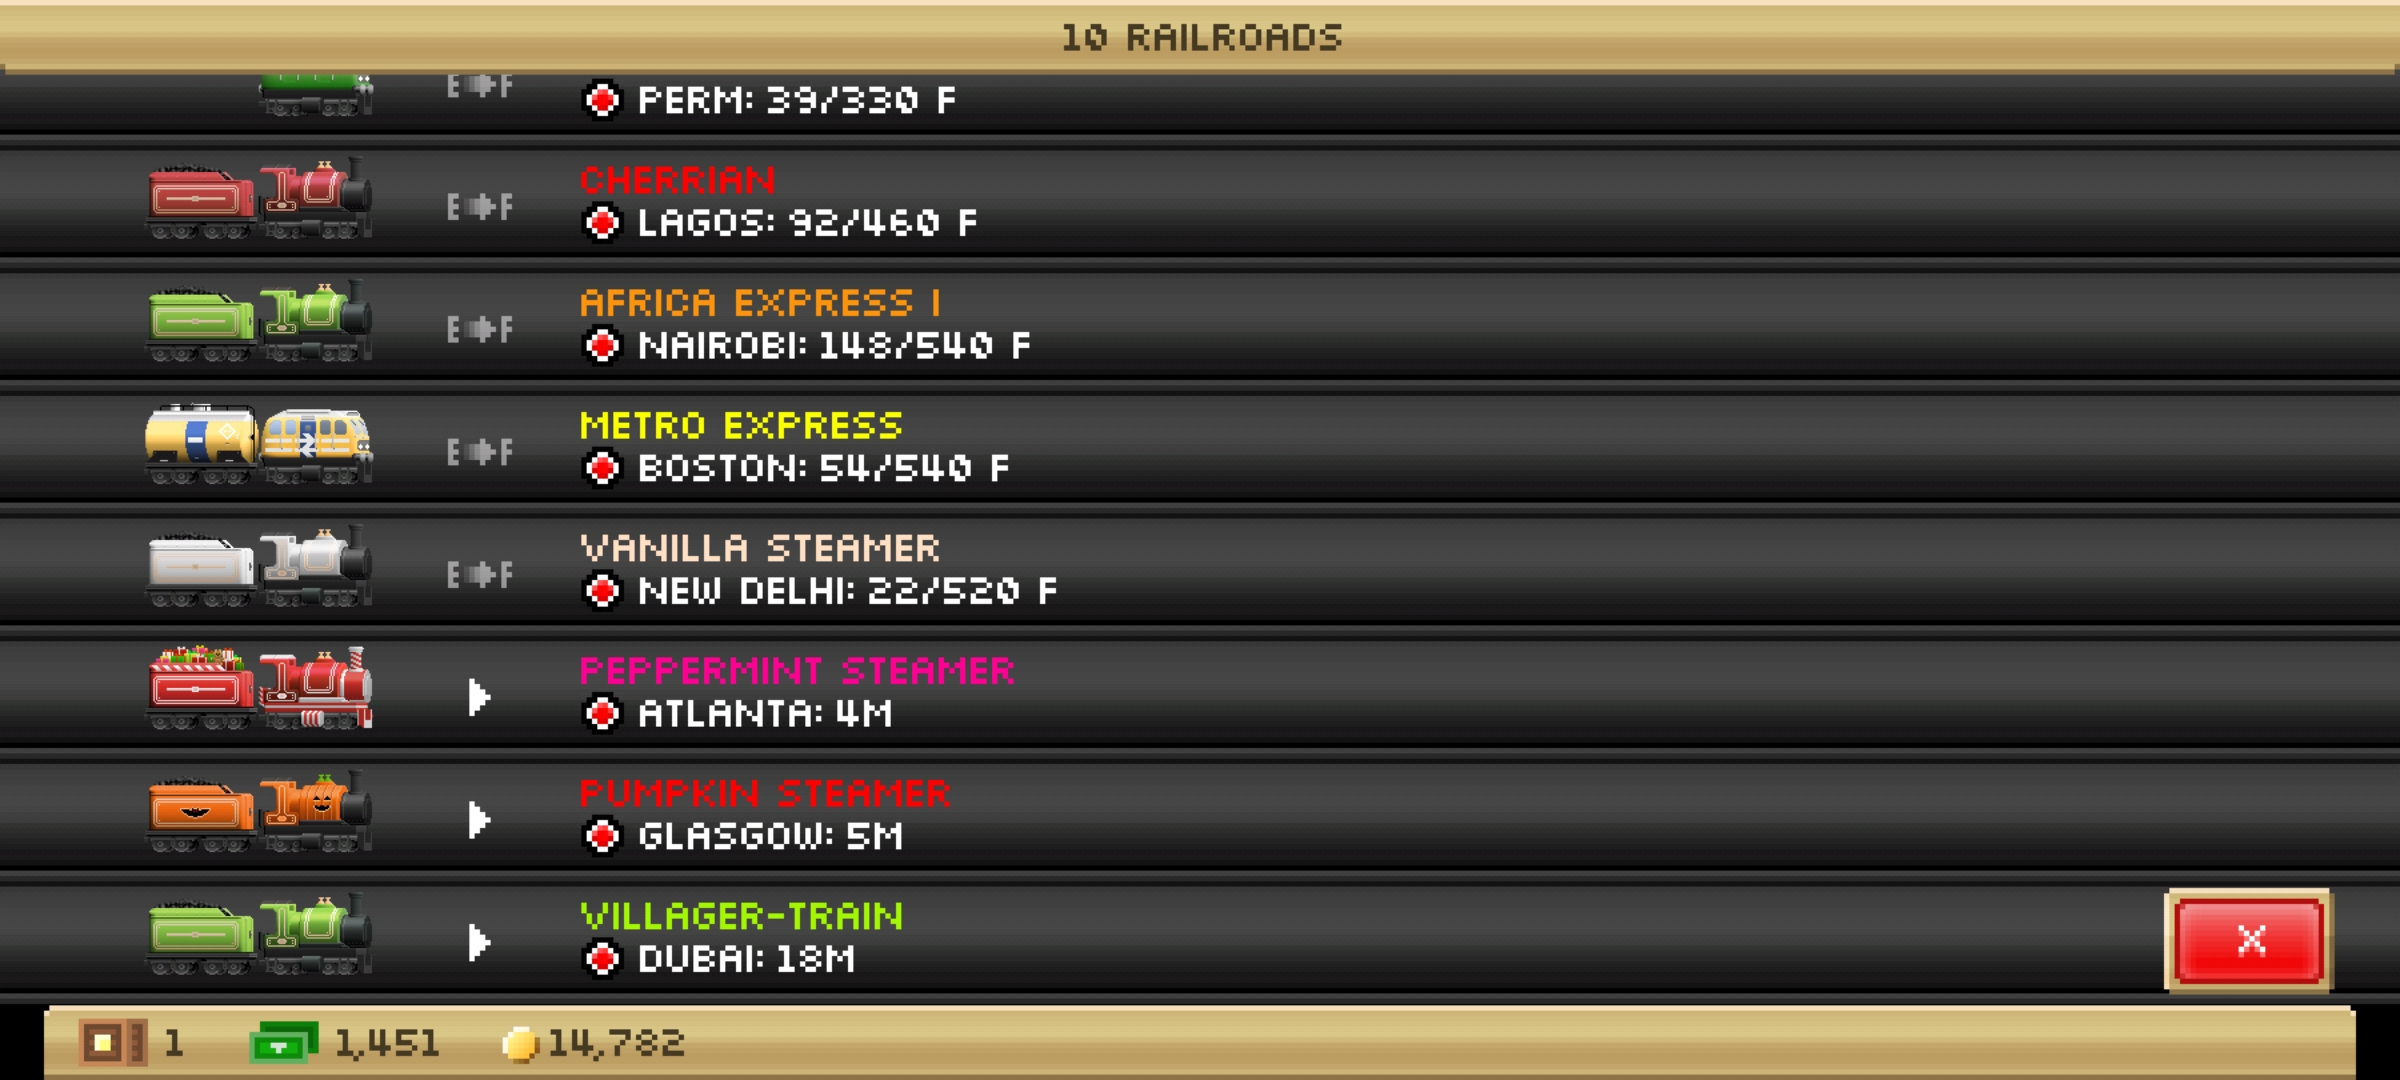 10 RAILROADS
E F
PERM: 39/330 F
CHERRIAN
E F
LAGOS: 92/460 F
AFRICA EXPRESS I
E F
NAIROBI: 148/540 F
METRO EXPRESS
E F
BOSTON: 54/540 F
VANILLA STEAMER
E F
NEW DELHI: 22/520 F
PEPPERMINT STEAMER
ATLANTA: 4M
PUMPKIN STEAMER
GLASGOW: 5M
VILLAGER-TRAIN
DUBAI: 18M
X
1 1,451 14,782